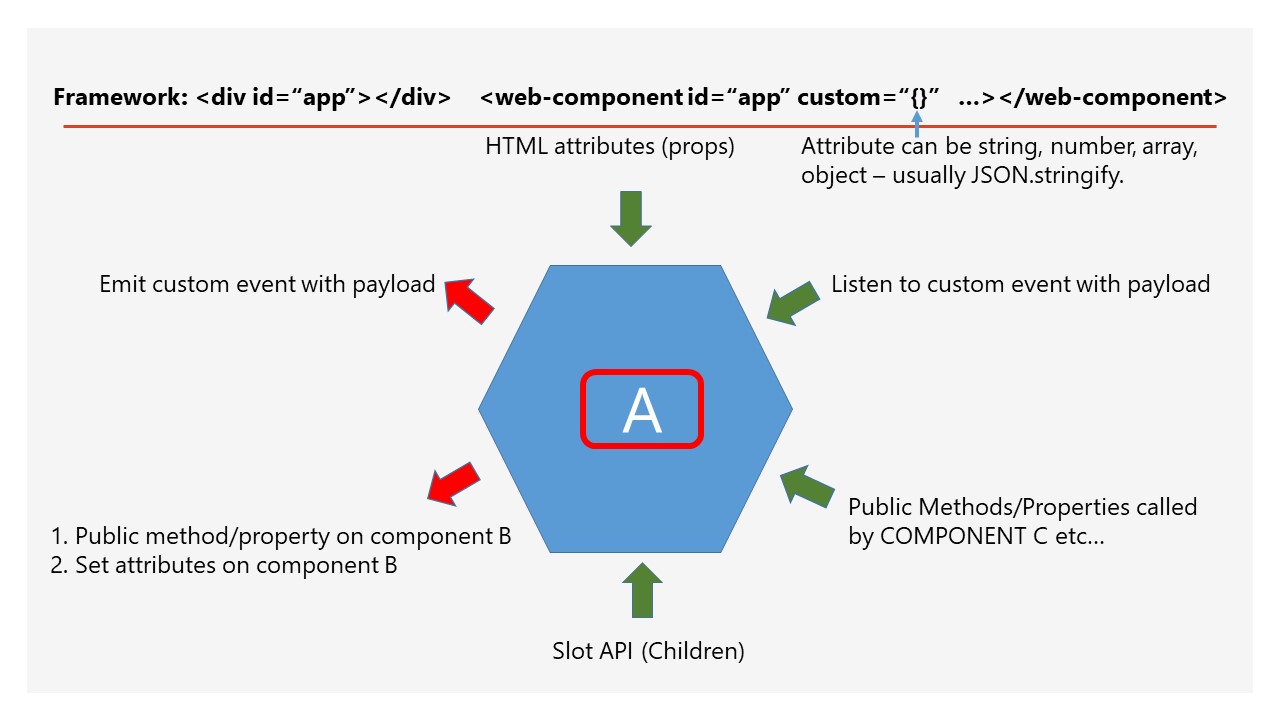 Framework: <div id=“app”></div> <web-component id=“app” custom=“{}” ...></web-component>
HTML attributes (props)
Attribute can be string, number, array,
object – usually JSON.stringify.
Emit custom event with payload
Listen to custom event with payload
A
1. Public method/property on component B
2. Set attributes on component B
Public Methods/Properties called
by COMPONENT C etc...
Slot API (Children)